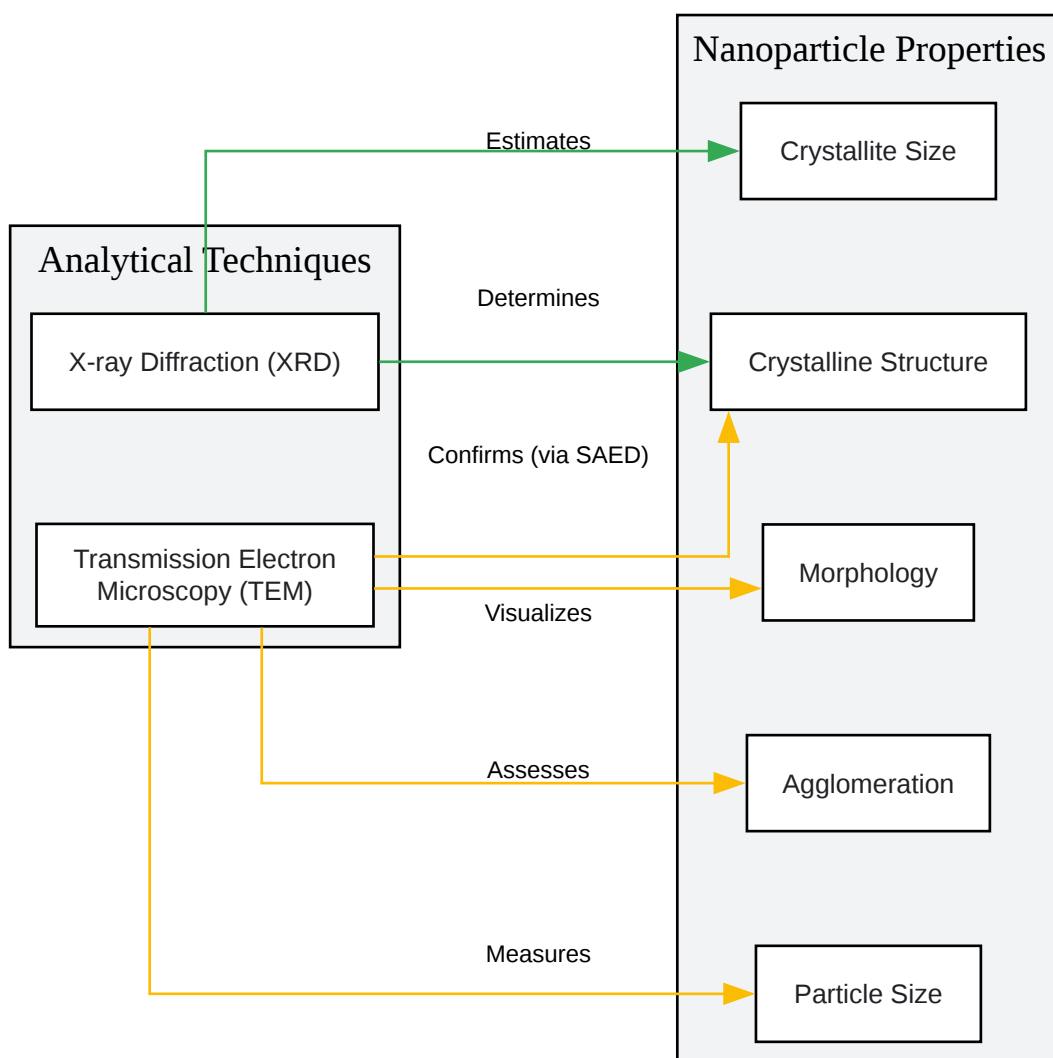 Nanoparticle Properties
Estimates
Crystallite Size
Analytical Techniques
Determines
X-ray Diffraction (XRD)
Crystalline Structure
Confirms (via SAED)
Transmission Electron
Microscopy (TEM)
Morphology
Visualizes
Assesses
Agglomeration
Measures
Particle Size